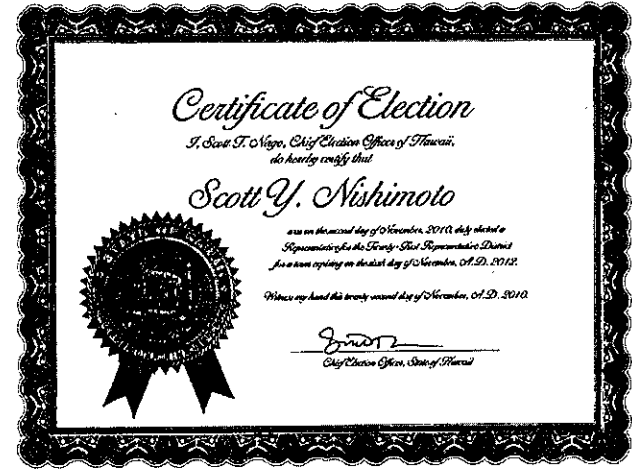 Certificate of Election
I, Scott T. Nago, Chief Election Officer of Hawaii,
do hereby certify that
Scott Y. Nishimoto
was on the second day of November, 2010, duly elected a
Representative for the Twenty-First Representative District
for a term expiring on the sixth day of November, A.D. 2012.
Witness my hand this twenty second day of November, A.D. 2010.
Chief Election Officer, State of Hawaii